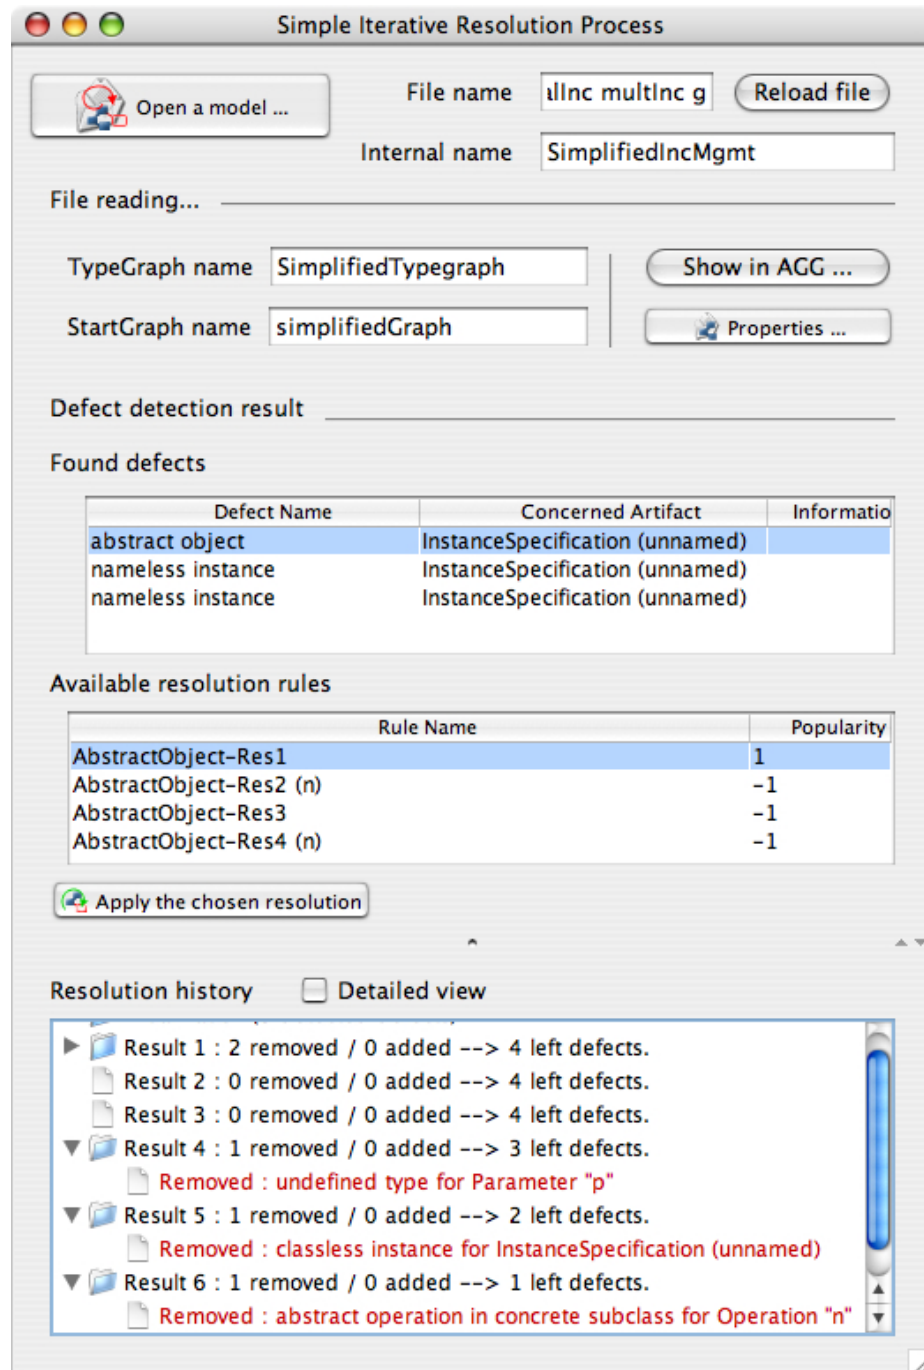 Simple Iterative Resolution Process
Open a model ...
File name allInc multInc g Reload file
Internal name SimplifiedIncMgmt
File reading...
TypeGraph name SimplifiedTypegraph Show in AGG ...
StartGraph name simplifiedGraph Properties ...
Defect detection result
Found defects
Defect Name Concerned Artifact Informatio
abstract object InstanceSpecification (unnamed)
nameless instance InstanceSpecification (unnamed)
nameless instance InstanceSpecification (unnamed)
Available resolution rules
Rule Name Popularity
AbstractObject-Res1 1
AbstractObject-Res2 (n) -1
AbstractObject-Res3 -1
AbstractObject-Res4 (n) -1
Apply the chosen resolution
Resolution history Detailed view
Result 1 : 2 removed / 0 added --> 4 left defects.
Result 2 : 0 removed / 0 added --> 4 left defects.
Result 3 : 0 removed / 0 added --> 4 left defects.
Result 4 : 1 removed / 0 added --> 3 left defects.
Removed : undefined type for Parameter "p"
Result 5 : 1 removed / 0 added --> 2 left defects.
Removed : classless instance for InstanceSpecification (unnamed)
Result 6 : 1 removed / 0 added --> 1 left defects.
Removed : abstract operation in concrete subclass for Operation "n"